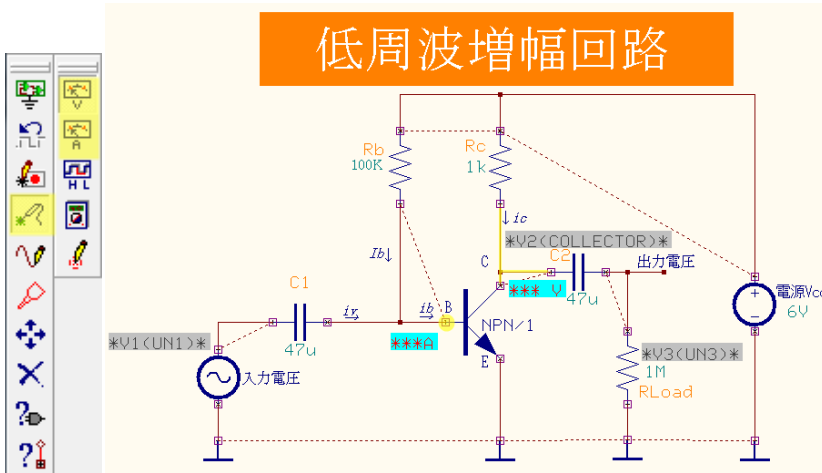 低周波増幅回路
V
A
H L
Rb
100K
Rc
1k
↓ic
Ib↓
*V2(COLLECTOR)*
C
C2
出力電圧
*** V
47u
電源Vcc
6V
C1
47u
ib
B
***A
NPN/1
E
*V1(UN1)*
入力電圧
*V3(UN3)*
1M
RLoad